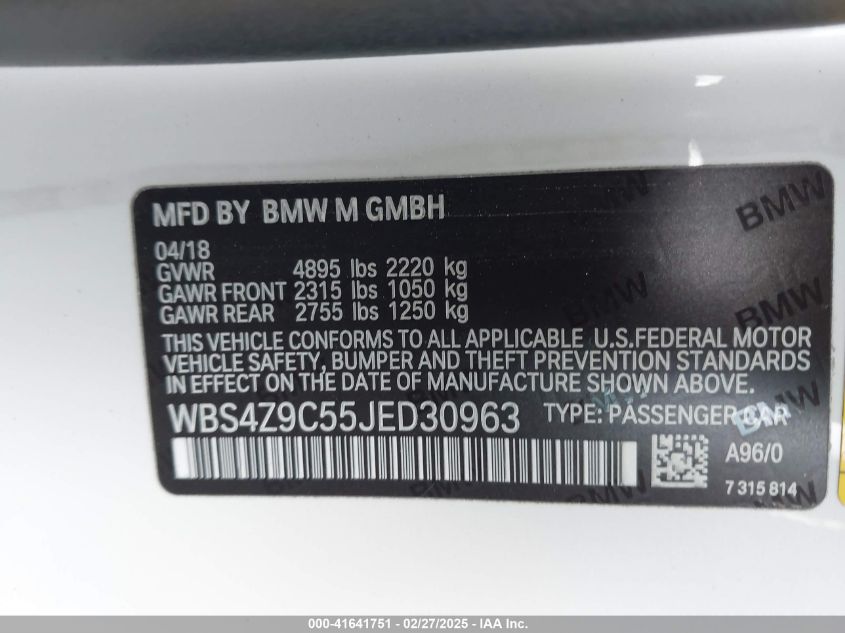 MFD BY BMW M GMBH
04/18
GVWR 4895 lbs 2220 kg
GAWR FRONT 2315 lbs 1050 kg
GAWR REAR 2755 lbs 1250 kg
THIS VEHICLE CONFORMS TO ALL APPLICABLE U.S.FEDERAL MOTOR
VEHICLE SAFETY, BUMPER AND THEFT PREVENTION STANDARDS
IN EFFECT ON THE DATE OF MANUFACTURE SHOWN ABOVE.
WBS4Z9C55JED30963 TYPE: PASSENGER CAR
A96/0
7 315 814
BMW
BMW
BMW
BMW
000-41641751 - 02/27/2025 - IAA Inc.